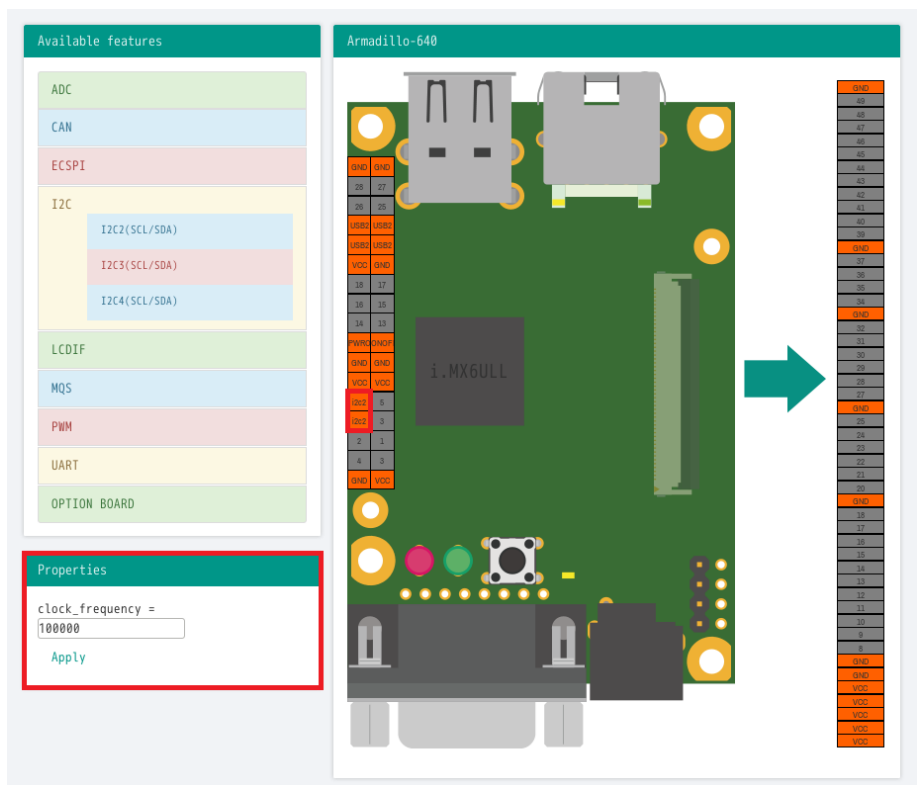 Available features
ADC
CAN
ECSPI
I2C
I2C2(SCL/SDA)
I2C3(SCL/SDA)
I2C4(SCL/SDA)
LCDIF
MQS
PWM
UART
OPTION BOARD
Properties
clock_frequency =
100000
Apply
Armadillo-640
GND GND
28 27
26 25
USB2 USB2
USB2 USB2
VCC GND
18 17
16 15
14 13
PWRO ONOF
GND GND
VCC VCC
i2c2 5
i2c2 3
2 1
4 3
GND VCC
i.MX6ULL
GND
49
48
47
46
45
44
43
42
41
40
39
GND
37
36
35
34
GND
32
31
30
29
28
27
GND
25
24
23
22
21
20
GND
18
17
16
15
14
13
12
11
10
9
8
GND
GND
VCC
VCC
VCC
VCC
VCC